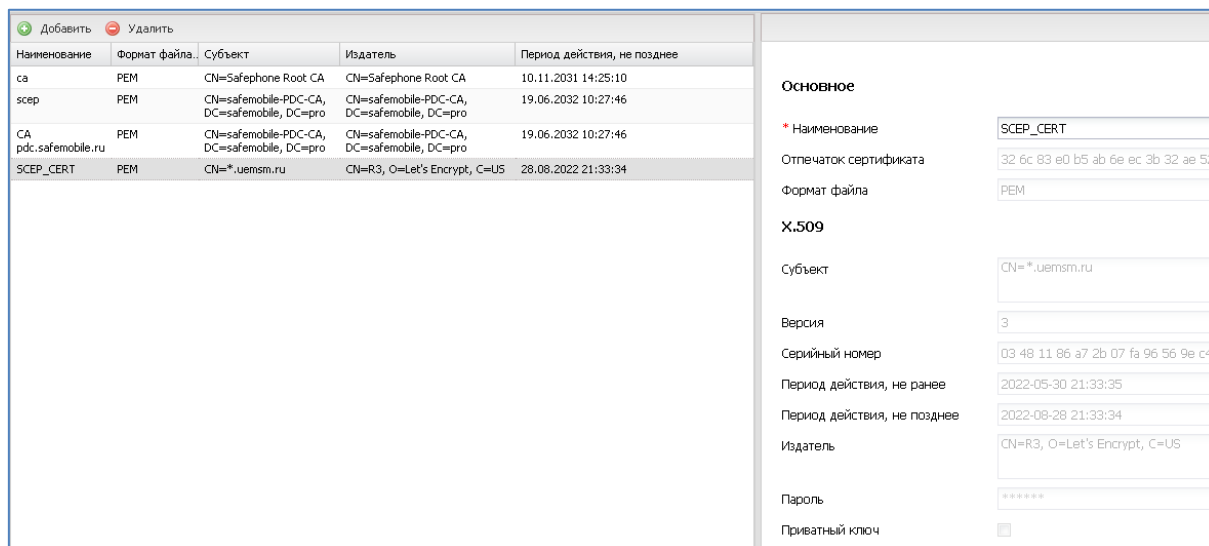 Добавить Удалить
Наименование Формат файла.. Субъект Издатель Период действия, не позднее
ca PEM CN=Safephone Root CA CN=Safephone Root CA 10.11.2031 14:25:10
scep PEM CN=safemobile-PDC-CA, CN=safemobile-PDC-CA, 19.06.2032 10:27:46
DC=safemobile, DC=pro DC=safemobile, DC=pro
CA PEM CN=safemobile-PDC-CA, CN=safemobile-PDC-CA, 19.06.2032 10:27:46
pdc.safemobile.ru DC=safemobile, DC=pro DC=safemobile, DC=pro
SCEP_CERT PEM CN=*.uemsm.ru CN=R3, O=Let's Encrypt, C=US 28.08.2022 21:33:34
Основное
* Наименование SCEP_CERT
Отпечаток сертификата 32 6c 83 e0 b5 ab 6e ec 3b 32 ae 52
Формат файла PEM
X.509
Субъект CN=*.uemsm.ru
Версия 3
Серийный номер 03 48 11 86 a7 2b 07 fa 96 56 9e c4
Период действия, не ранее 2022-05-30 21:33:35
Период действия, не позднее 2022-08-28 21:33:34
Издатель CN=R3, O=Let's Encrypt, C=US
Пароль ******
Приватный ключ